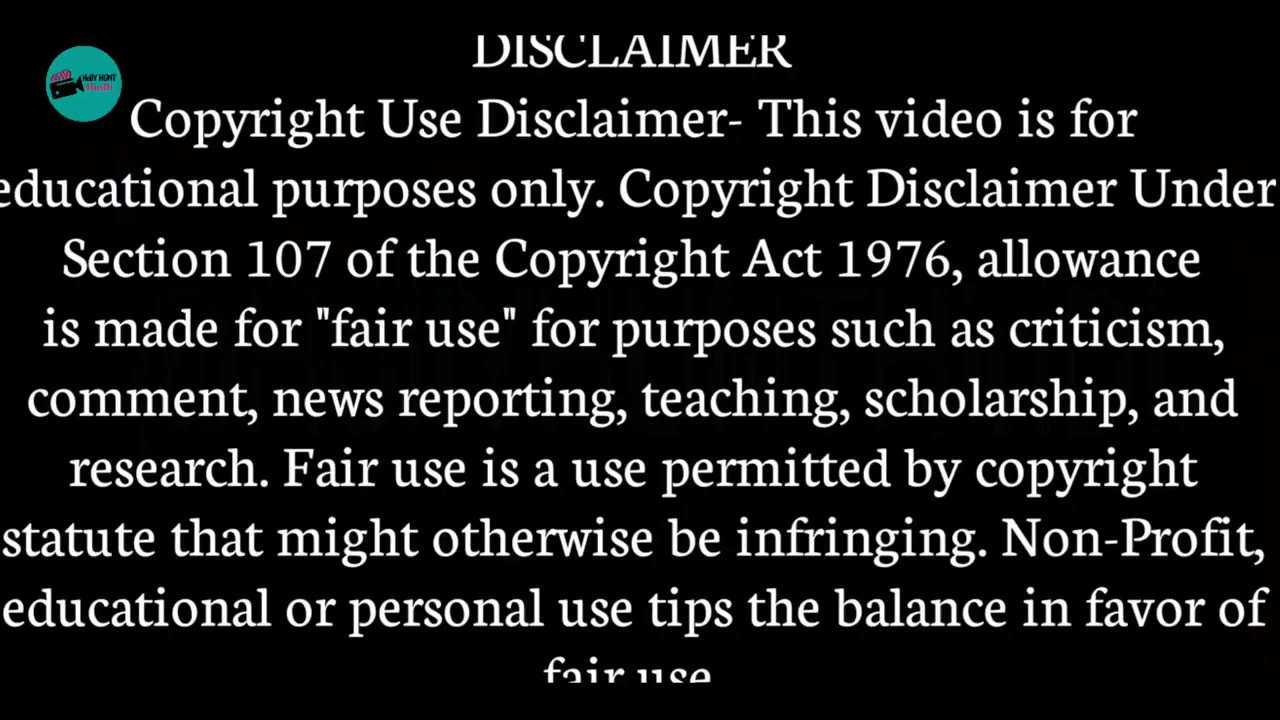 Holly HUNT
HinDi
DISCLAIMER
Copyright Use Disclaimer- This video is for
educational purposes only. Copyright Disclaimer Under
Section 107 of the Copyright Act 1976, allowance
is made for "fair use" for purposes such as criticism,
comment, news reporting, teaching, scholarship, and
research. Fair use is a use permitted by copyright
statute that might otherwise be infringing. Non-Profit,
educational or personal use tips the balance in favor of
fair use